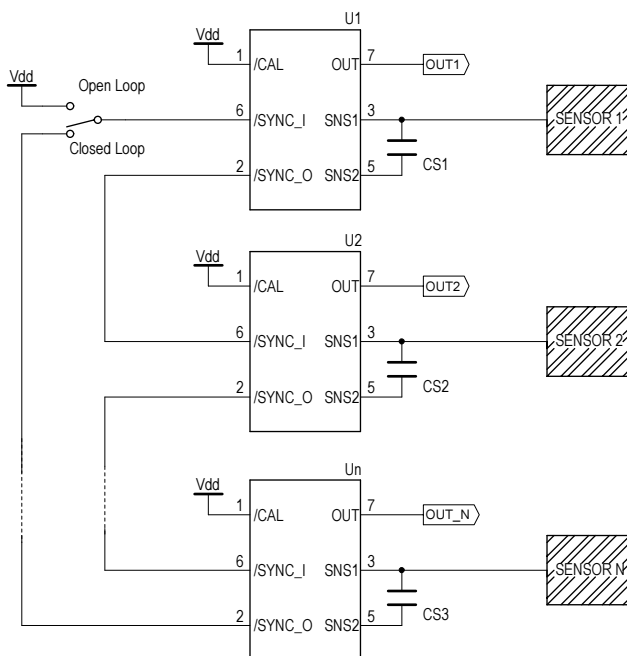 U1
Vdd
1 /CAL OUT 7 OUT1
Vdd
Open Loop
6 /SYNC_I SNS1 3 SENSOR 1
Closed Loop
CS1
2 /SYNC_O SNS2 5
U2
Vdd
1 /CAL OUT 7 OUT2
6 /SYNC_I SNS1 3 SENSOR 2
CS2
2 /SYNC_O SNS2 5
Un
Vdd
1 /CAL OUT 7 OUT_N
6 /SYNC_I SNS1 3 SENSOR N
CS3
2 /SYNC_O SNS2 5